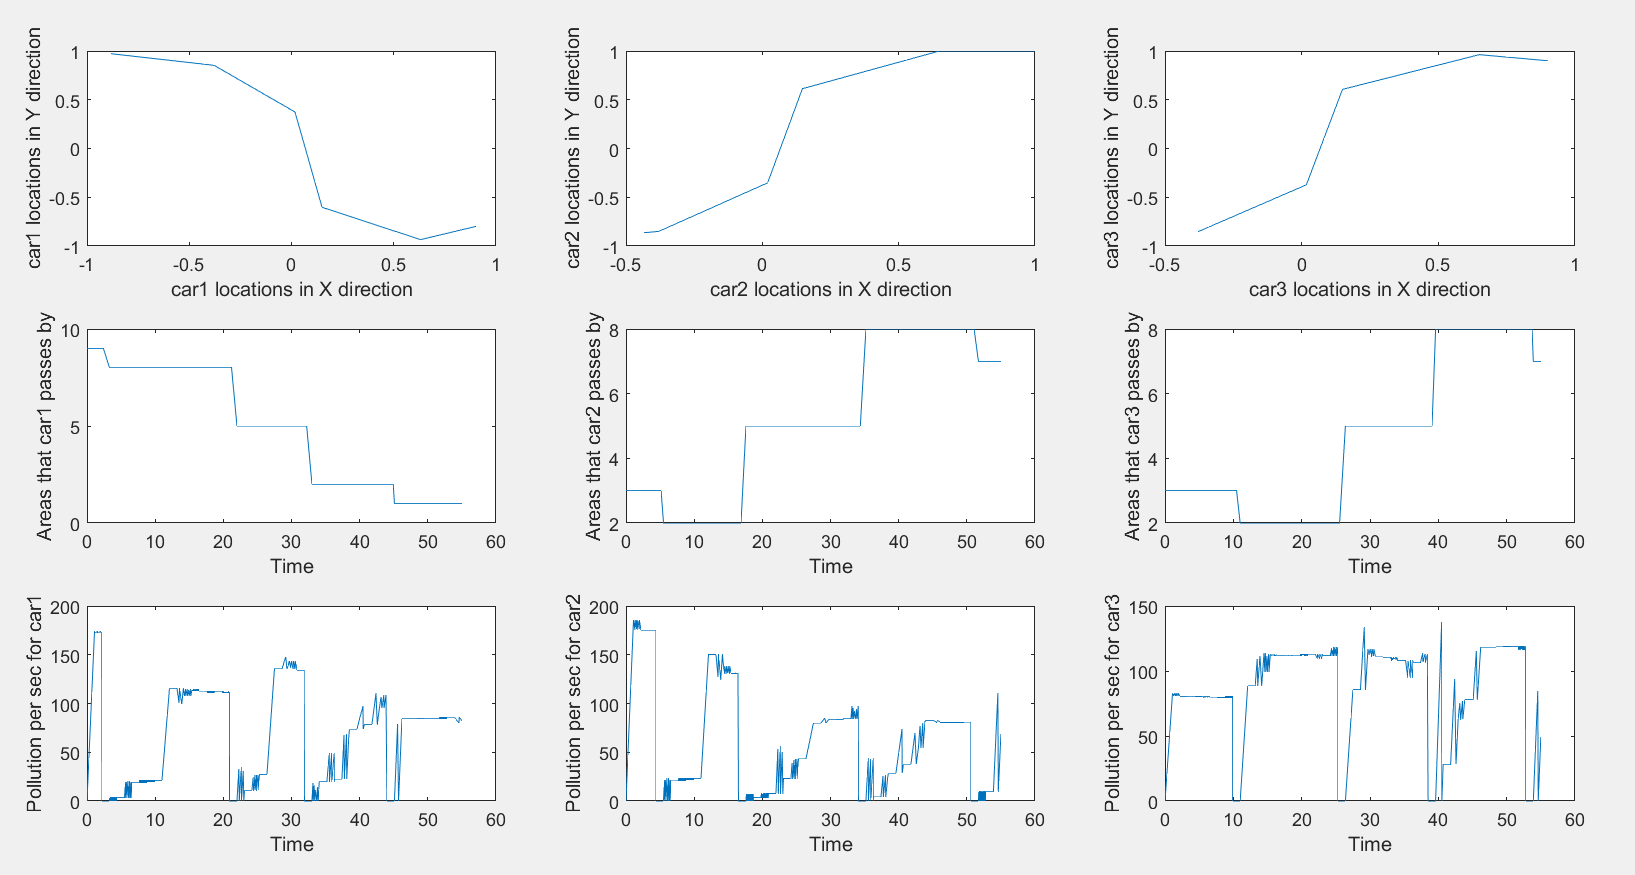 car1 locations in Y direction
1
0.5
0
-0.5
-1
-1 -0.5 0 0.5 1
car1 locations in X direction
car2 locations in Y direction
1
0.5
0
-0.5
-1
-0.5 0 0.5 1
car2 locations in X direction
car3 locations in Y direction
1
0.5
0
-0.5
-1
-0.5 0 0.5 1
car3 locations in X direction
Areas that car1 passes by
10
5
0
0 10 20 30 40 50 60
Time
Areas that car2 passes by
8
6
4
2
0 10 20 30 40 50 60
Time
Areas that car3 passes by
8
6
4
2
0 10 20 30 40 50 60
Time
Pollution per sec for car1
200
150
100
50
0
0 10 20 30 40 50 60
Time
Pollution per sec for car2
200
150
100
50
0
0 10 20 30 40 50 60
Time
Pollution per sec for car3
150
100
50
0
0 10 20 30 40 50 60
Time